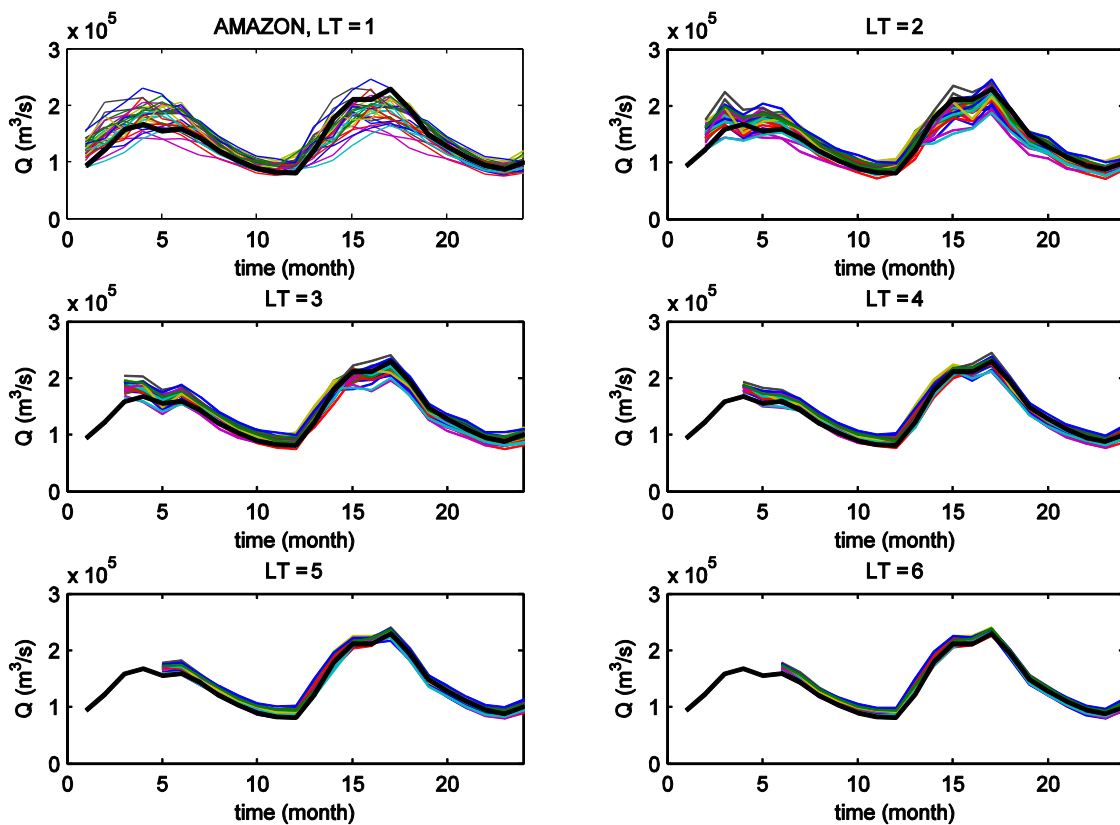 AMAZON, LT = 1
x 10^5
Q (m^3/s)
3
2
1
0
0 5 10 15 20
time (month)
LT = 2
x 10^5
Q (m^3/s)
3
2
1
0
0 5 10 15 20
time (month)
LT = 3
x 10^5
Q (m^3/s)
3
2
1
0
0 5 10 15 20
time (month)
LT = 4
x 10^5
Q (m^3/s)
3
2
1
0
0 5 10 15 20
time (month)
LT = 5
x 10^5
Q (m^3/s)
3
2
1
0
0 5 10 15 20
time (month)
LT = 6
x 10^5
Q (m^3/s)
3
2
1
0
0 5 10 15 20
time (month)